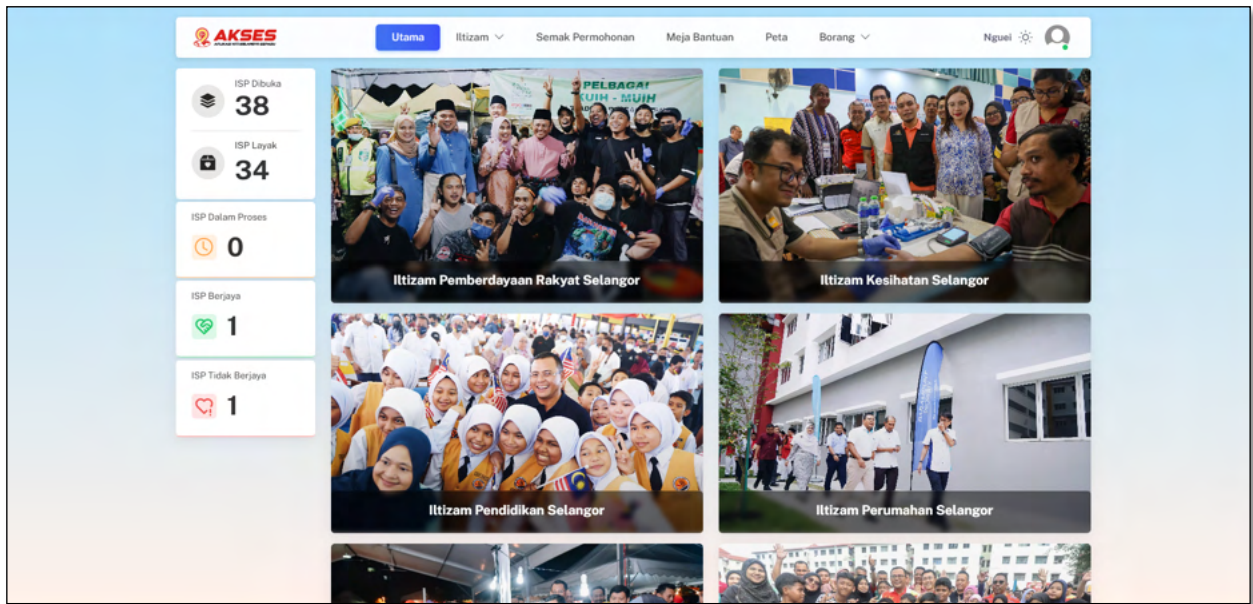 AKSES
Utama
Iltizam
Semak Permohonan
Meja Bantuan
Peta
Borang
Nguei
ISP Dibuka
38
ISP Layak
34
ISP Dalam Proses
0
ISP Berjaya
1
ISP Tidak Berjaya
1
PELBAGAI
KUIH - MUIH
Iltizam Pemberdayaan Rakyat Selangor
Iltizam Kesihatan Selangor
Iltizam Pendidikan Selangor
Iltizam Perumahan Selangor